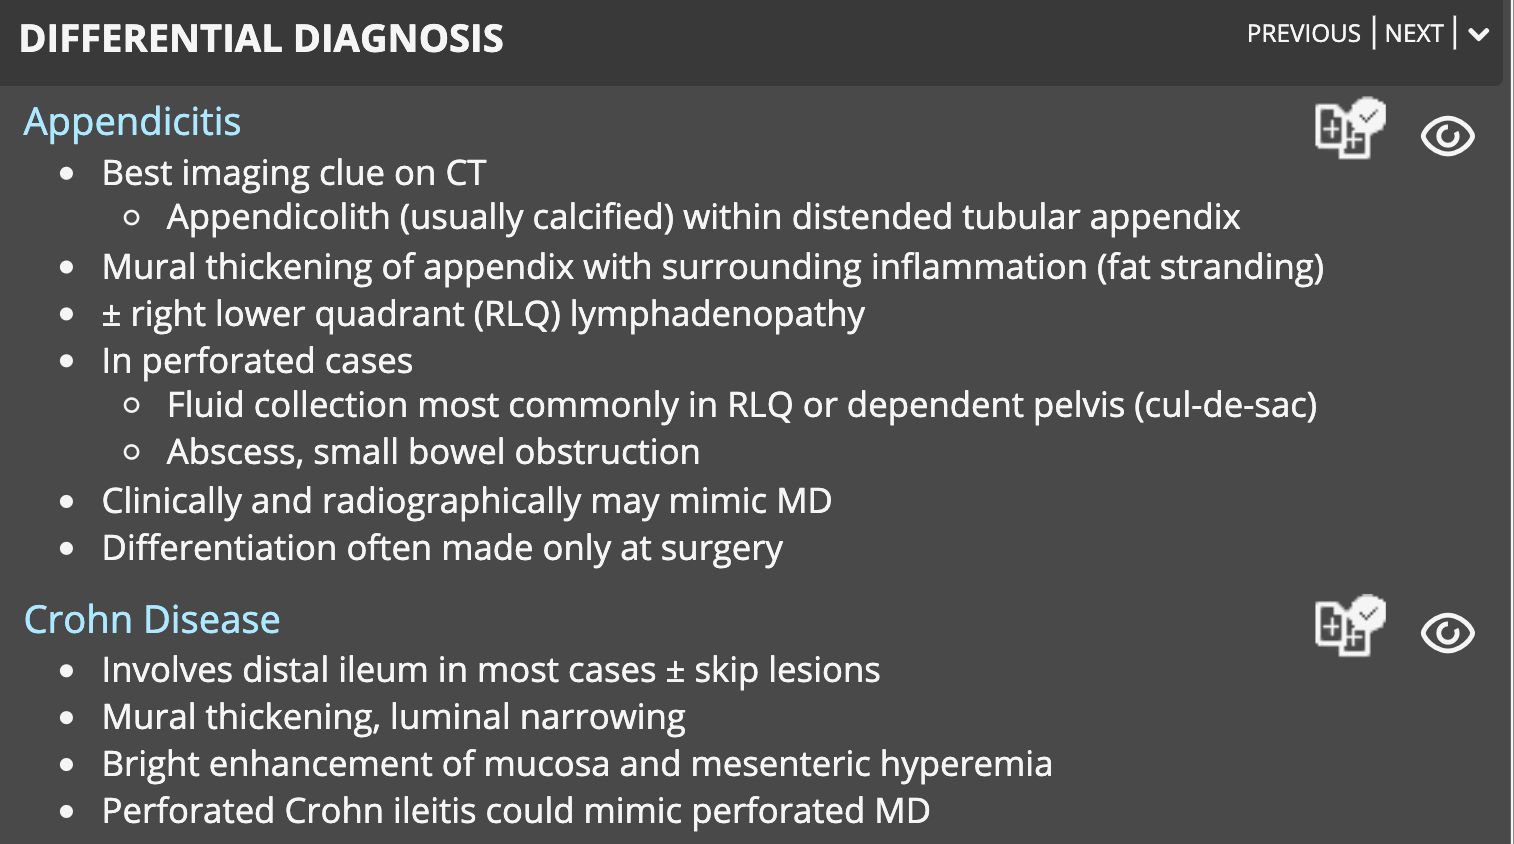 DIFFERENTIAL DIAGNOSIS
PREVIOUS | NEXT |
Appendicitis
• Best imaging clue on CT
○ Appendicolith (usually calcified) within distended tubular appendix
• Mural thickening of appendix with surrounding inflammation (fat stranding)
• ± right lower quadrant (RLQ) lymphadenopathy
• In perforated cases
○ Fluid collection most commonly in RLQ or dependent pelvis (cul-de-sac)
○ Abscess, small bowel obstruction
• Clinically and radiographically may mimic MD
• Differentiation often made only at surgery
Crohn Disease
• Involves distal ileum in most cases ± skip lesions
• Mural thickening, luminal narrowing
• Bright enhancement of mucosa and mesenteric hyperemia
• Perforated Crohn ileitis could mimic perforated MD